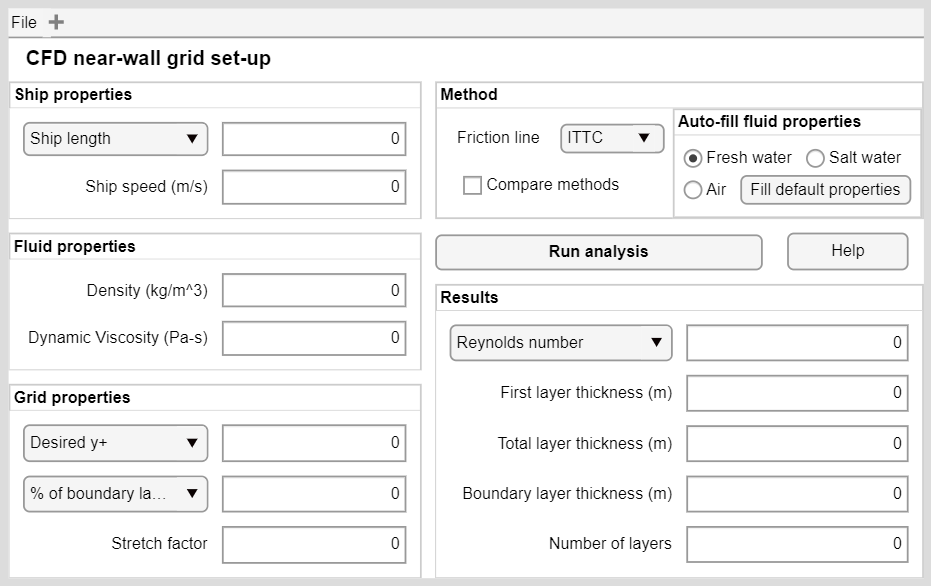 File
CFD near-wall grid set-up
Ship properties
Ship length 0
Ship speed (m/s) 0
Fluid properties
Density (kg/m^3) 0
Dynamic Viscosity (Pa-s) 0
Grid properties
Desired y+ 0
% of boundary la... 0
Stretch factor 0
Method
Friction line ITTC
Compare methods
Auto-fill fluid properties
Fresh water Salt water
Air Fill default properties
Run analysis Help
Results
Reynolds number 0
First layer thickness (m) 0
Total layer thickness (m) 0
Boundary layer thickness (m) 0
Number of layers 0